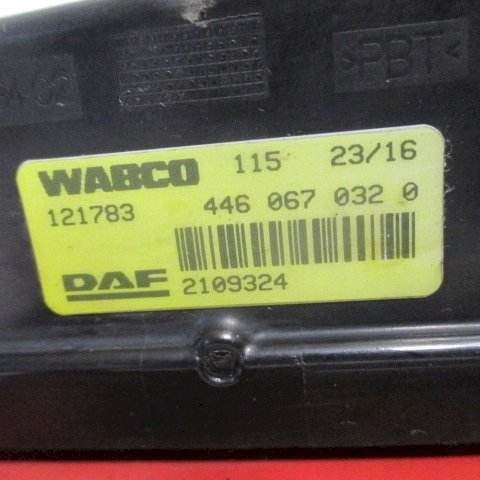 >PBT<
WABCO 115 23/16
121783 446 067 032 0
DAF 2109324